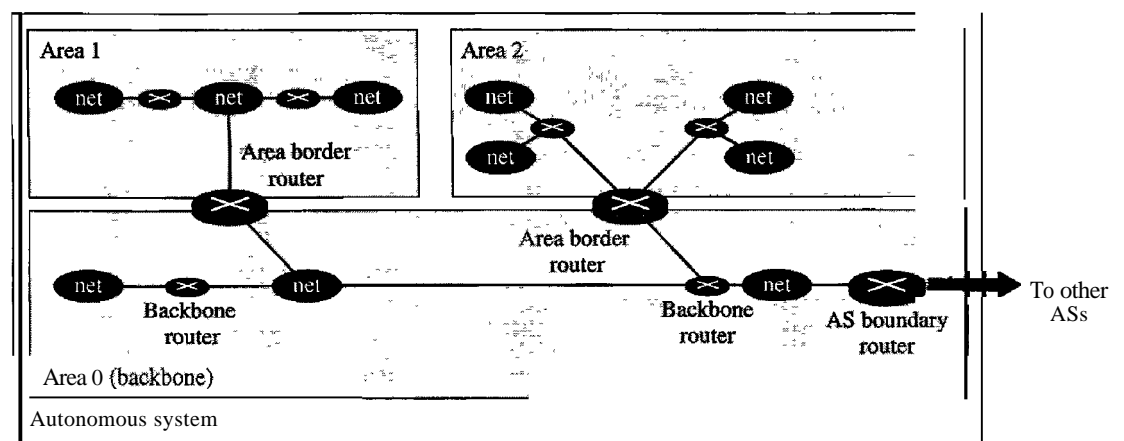 Area 1
Area 2
net
net
net
net
net
Area border
router
net
net
Area border
router
net
net
net
Backbone
router
Backbone
router
AS boundary
router
To other
ASs
Area 0 (backbone)
Autonomous system